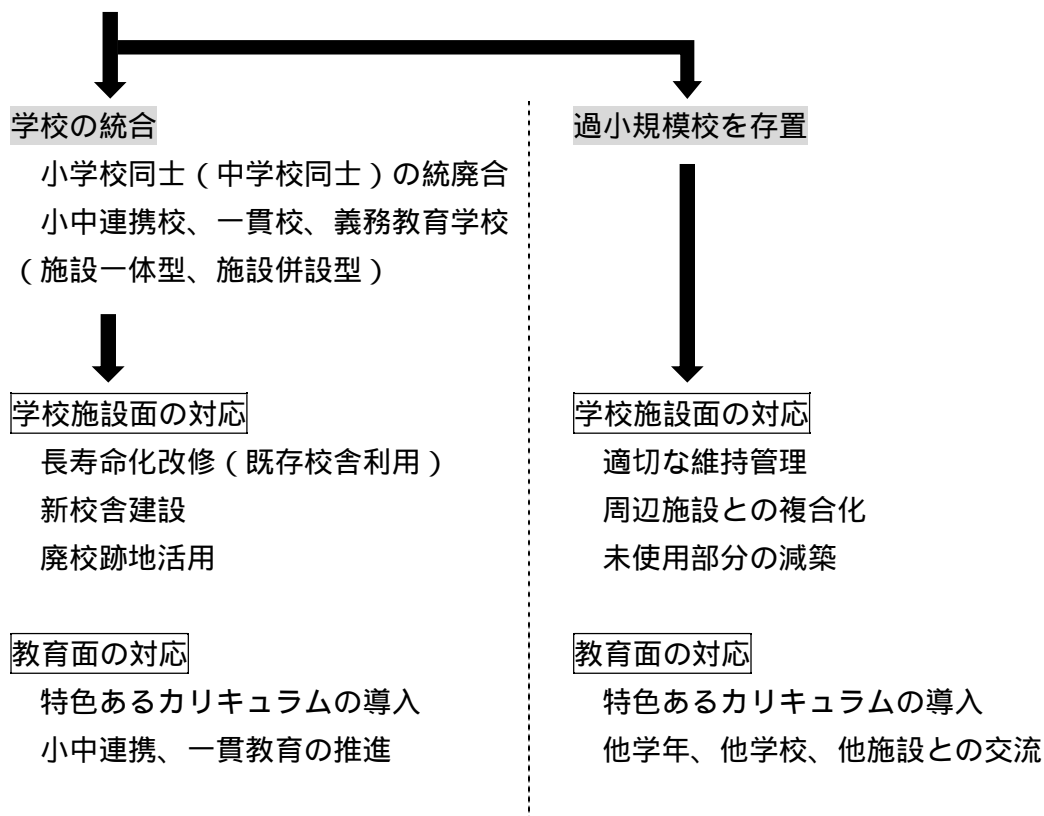 学校の統合
小学校同士(中学校同士)の統廃合
小中連携校、一貫校、義務教育学校
(施設一体型、施設併設型)
学校施設面の対応
長寿命化改修(既存校舎利用)
新校舎建設
廃校跡地活用
教育面の対応
特色あるカリキュラムの導入
小中連携、一貫教育の推進
過小規模校を存置
学校施設面の対応
適切な維持管理
周辺施設との複合化
未使用部分の減築
教育面の対応
特色あるカリキュラムの導入
他学年、他学校、他施設との交流